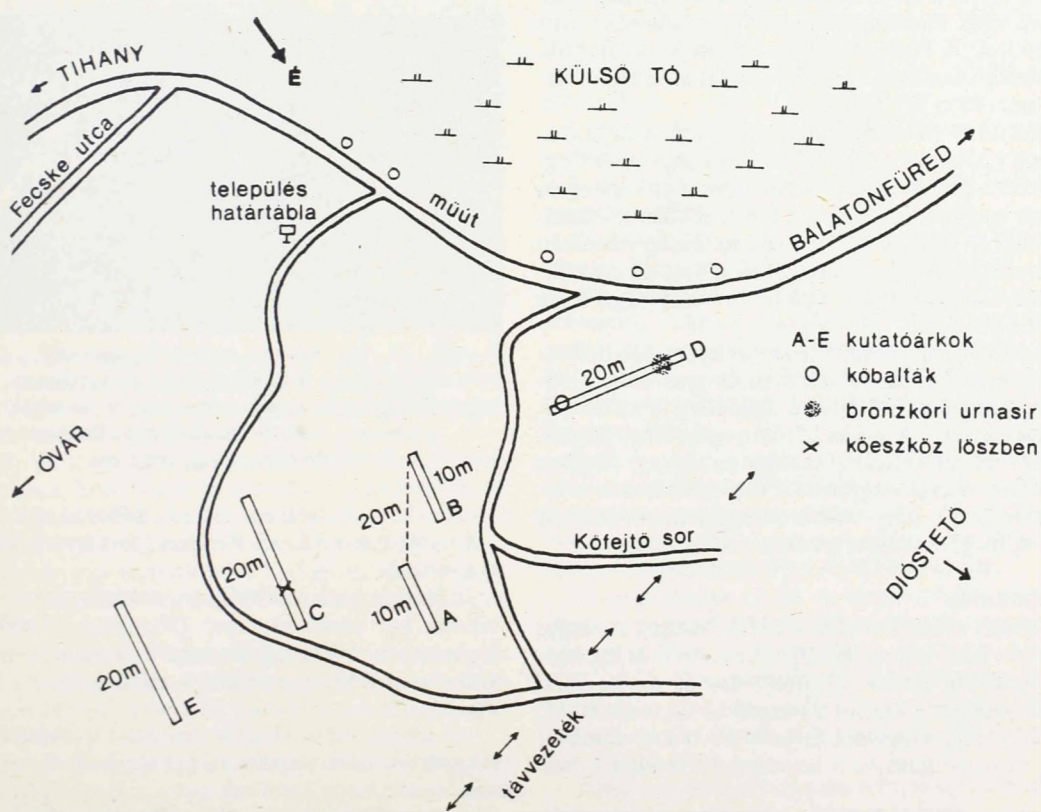 TIHANY
É
KÜLSŐ TÓ
Fecske utca
település
határtábla
műút
BALATONFÜRED
A-E kutatóárkok
kőbalták
bronzkori urnasir
kőeszköz löszben
20m
D
ÓVÁR
10m
B
20m
Kőfejtő sor
DIÓSTETŐ
20m
C
10m
A
20m
E
távvezeték